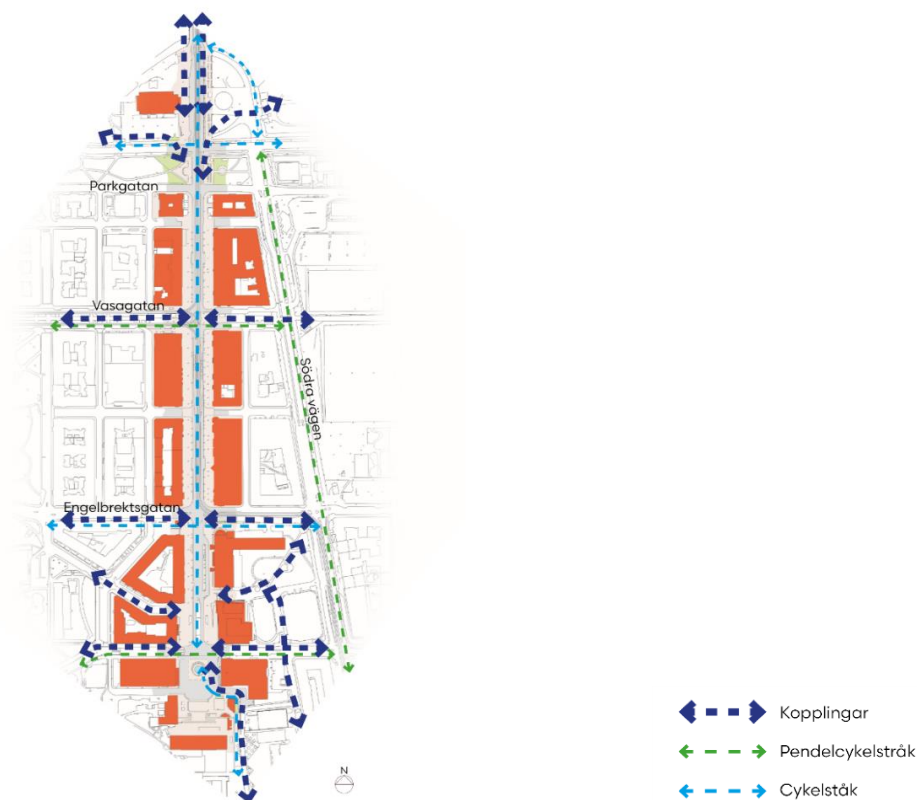 Parkgatan
Vasagatan
Södra vägen
Engelbrektsgatan
N
Kopplingar
Pendelcykelstråk
Cykelståk